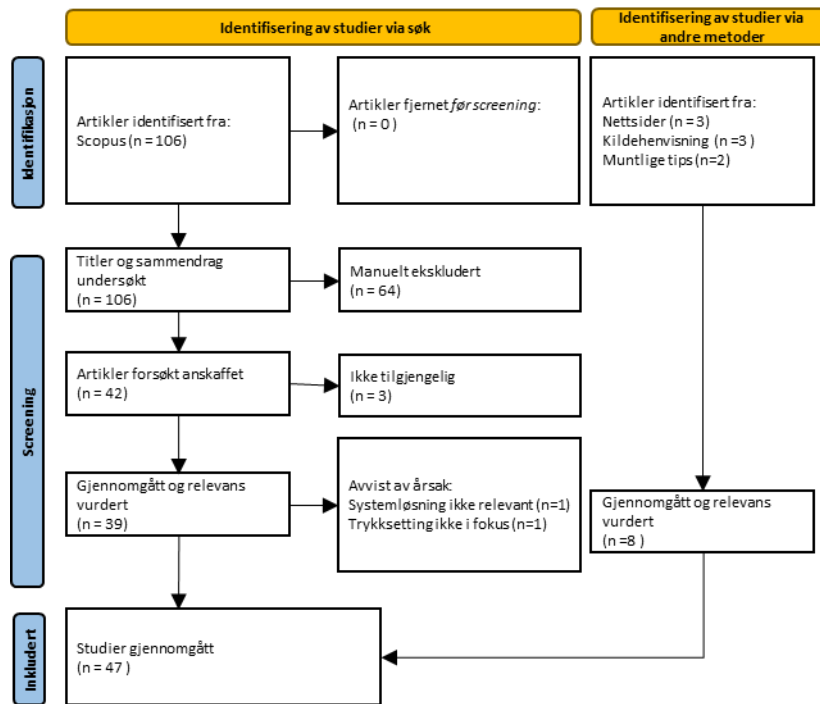 Identifisering av studier via søk
Identifisering av studier via
andre metoder
Identifikasjon
Artikler identifisert fra:
Scopus (n = 106)
Artikler fjernet før screening:
(n = 0 )
Artikler identifisert fra:
Nettsider (n = 3)
Kildehenvisning (n =3 )
Muntlige tips (n=2)
Screening
Titler og sammendrag
undersøkt
(n = 106)
Manuelt ekskludert
(n = 64)
Artikler forsøkt anskaffet
(n = 42)
Ikke tilgjengelig
(n = 3)
Gjennomgått og relevans
vurdert
(n = 39)
Avvist av årsak:
Systemløsning ikke relevant (n=1)
Trykksetting ikke i fokus (n=1)
Gjennomgått og relevans
vurdert
(n =8 )
Inkludert
Studier gjennomgått
(n = 47 )